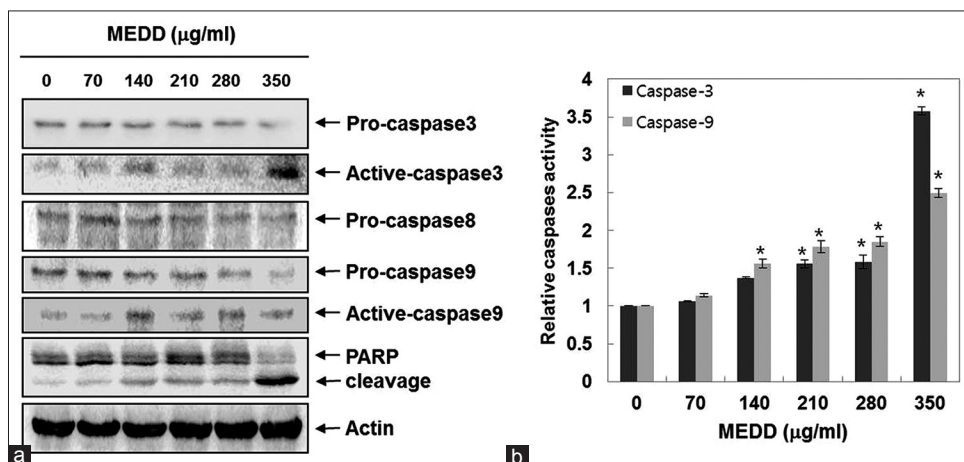 MEDD (μg/ml)
0 70 140 210 280 350
Pro-caspase3
Active-caspase3
Pro-caspase8
Pro-caspase9
Active-caspase9
PARP
cleavage
Actin
a
Relative caspases activity
4
3.5
3
2.5
2
1.5
1
0.5
0
Caspase-3
Caspase-9
* * * * * * *
0 70 140 210 280 350
MEDD (μg/ml)
b